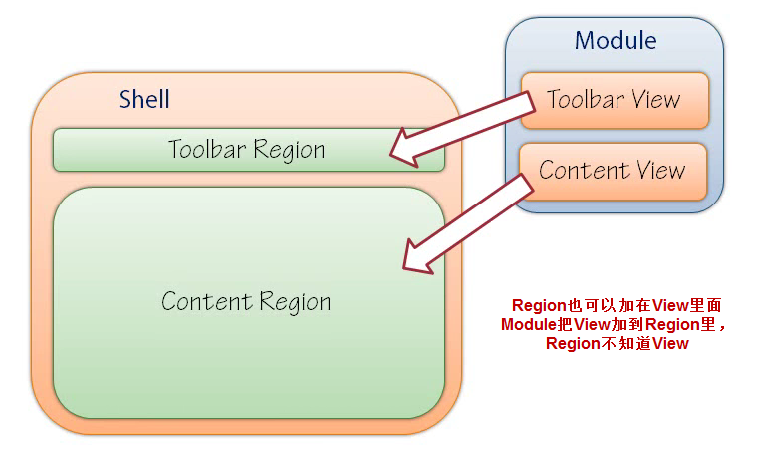 Module
Toolbar View
Content View
Shell
Toolbar Region
Content Region
Region也可以加在View里面
Module把View加到Region里，
Region不知道View